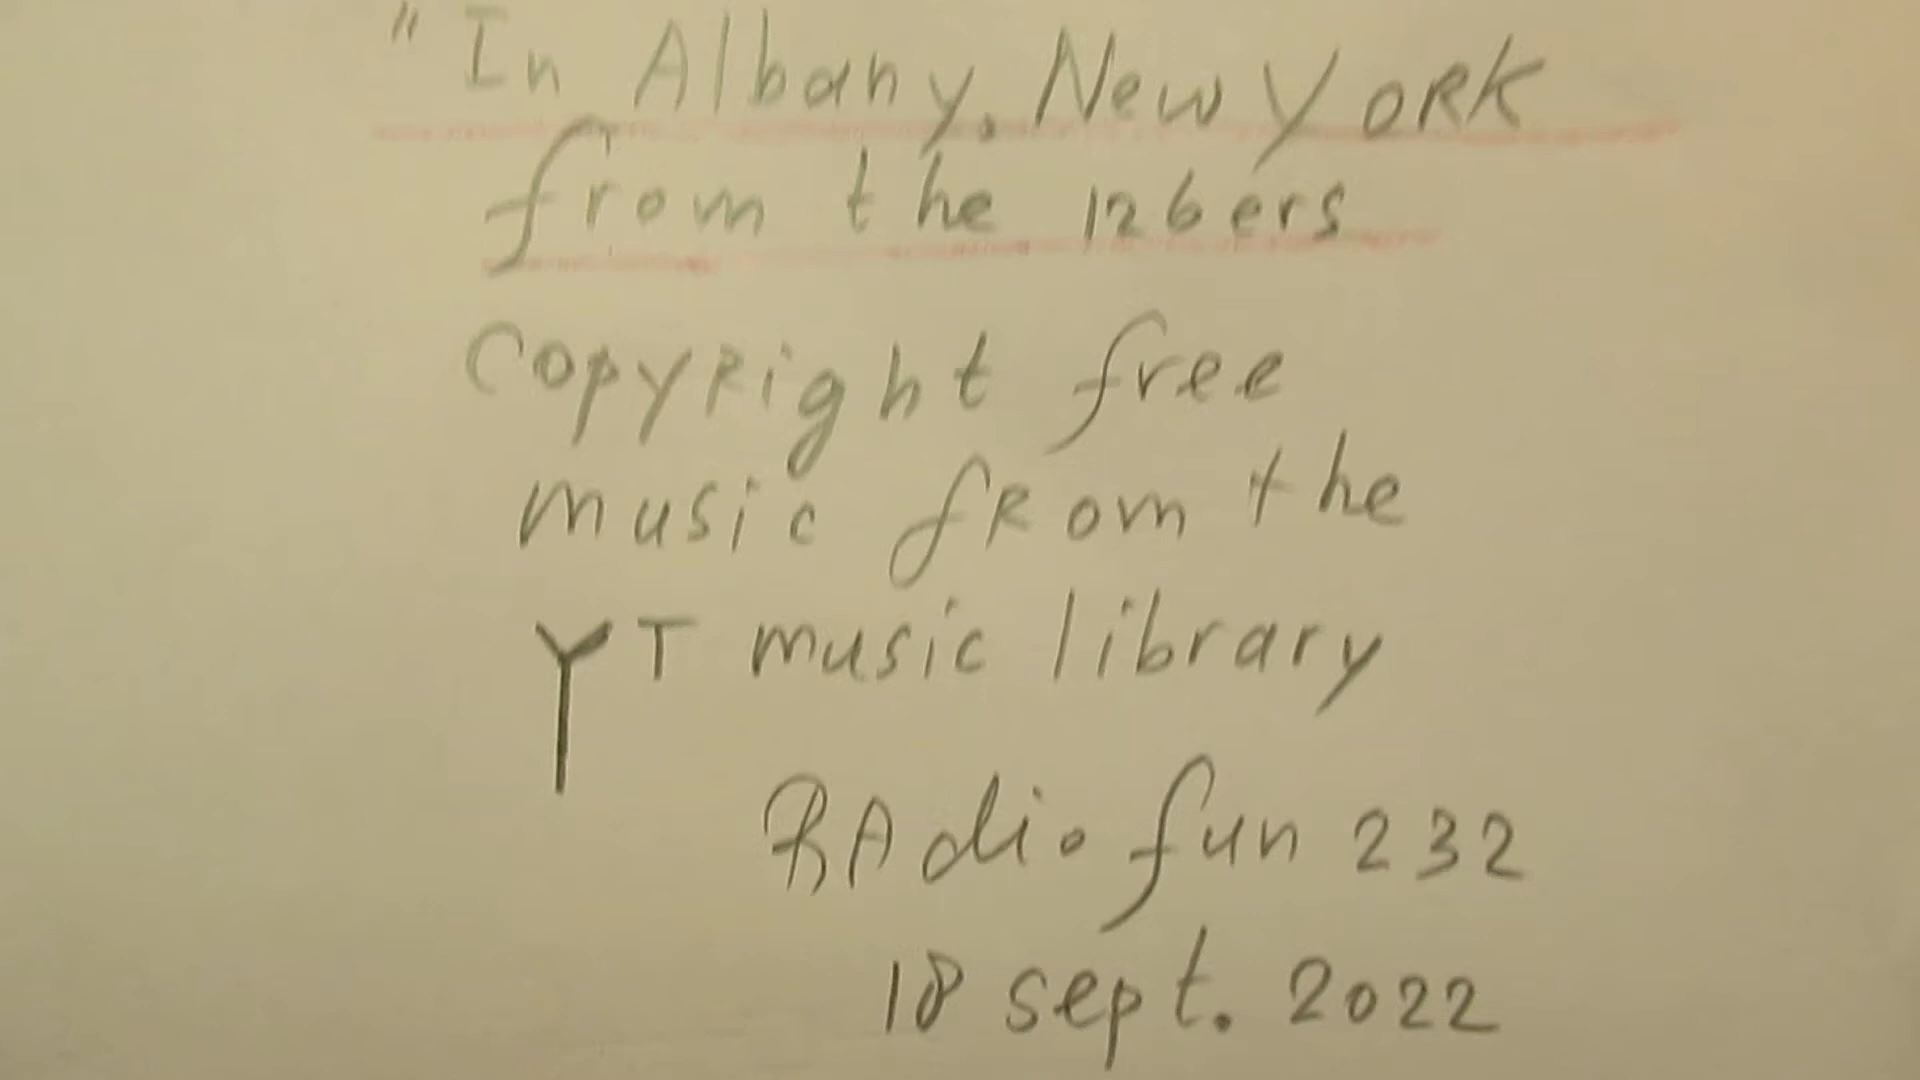 "In Albany, New York
from the 126ers
Copyright free
music from the
YT music library
RAdio fun 232
18 sept. 2022